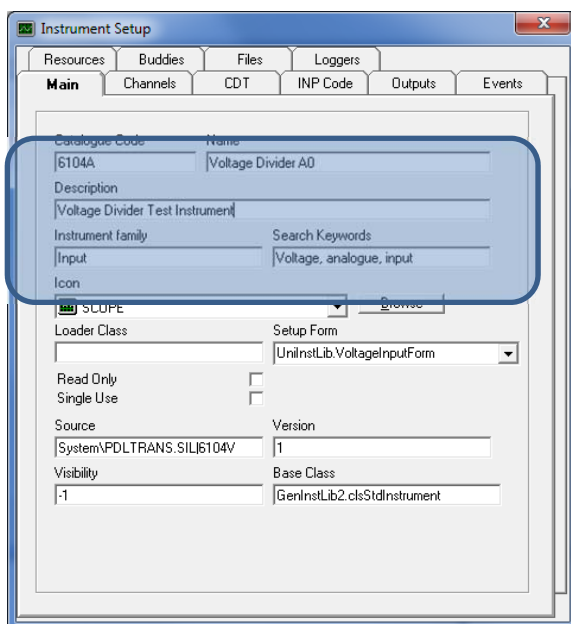 Instrument Setup
Resources Buddies Files Loggers
Main Channels CDT INP Code Outputs Events
Catalogue Code Name
6104A Voltage Divider A0
Description
Voltage Divider Test Instrument
Instrument family Search Keywords
Input Voltage, analogue, input
Icon
SCOPE Browse
Loader Class Setup Form
UniInstLib.VoltageInputForm
Read Only
Single Use
Source Version
System\PDLTRANS.SIL|6104V 1
Visibility Base Class
-1 GenInstLib2.clsStdInstrument